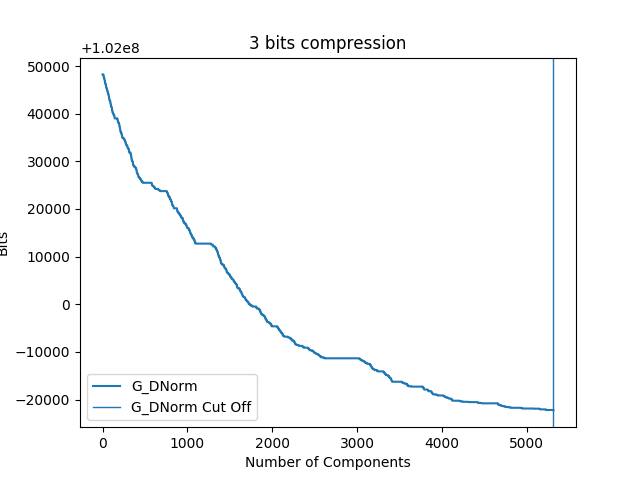 3 bits compression
+1.02e8
50000
40000
30000
20000
10000
0
−10000
−20000
Bits
G_DNorm
G_DNorm Cut Off
0 1000 2000 3000 4000 5000
Number of Components